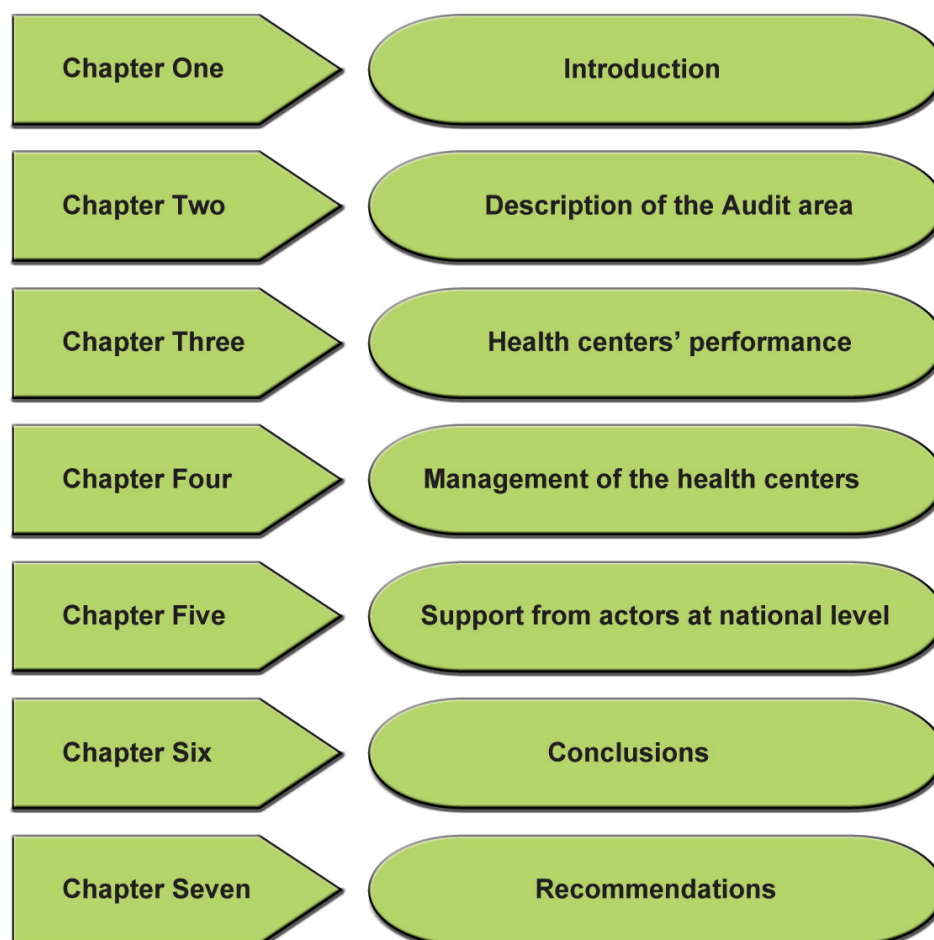 Chapter One
Introduction
Chapter Two
Description of the Audit area
Chapter Three
Health centers’ performance
Chapter Four
Management of the health centers
Chapter Five
Support from actors at national level
Chapter Six
Conclusions
Chapter Seven
Recommendations